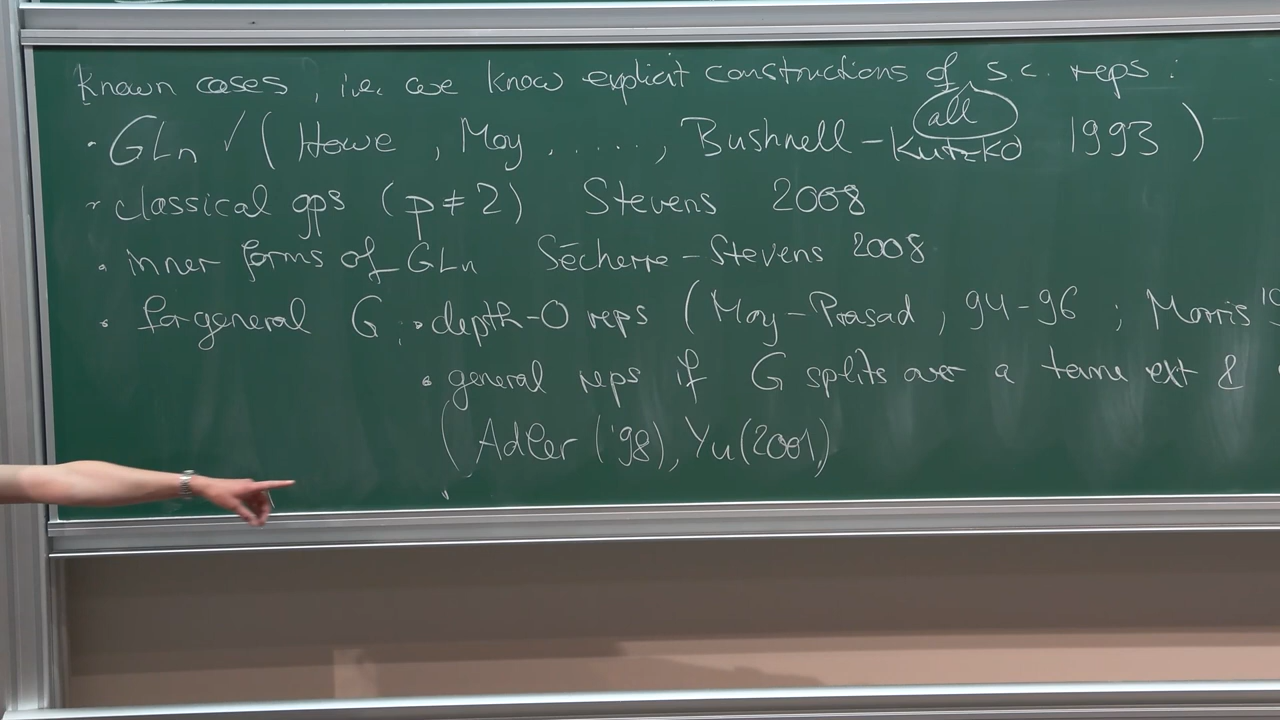 Known cases, i.e. we know explicit constructions of all s.c. reps :
· GLn ✓ ( Howe , Moy ....., Bushnell – Kutzko 1993 )
· classical gps (p ≠ 2) Stevens 2008
· inner forms of GLn Sécherre – Stevens 2008
· for general G : · depth-0 reps ( Moy – Prasad , 94-96 ; Morris
· general reps if G splits over a tame ext &
( Adler ('98), Yu (2001)